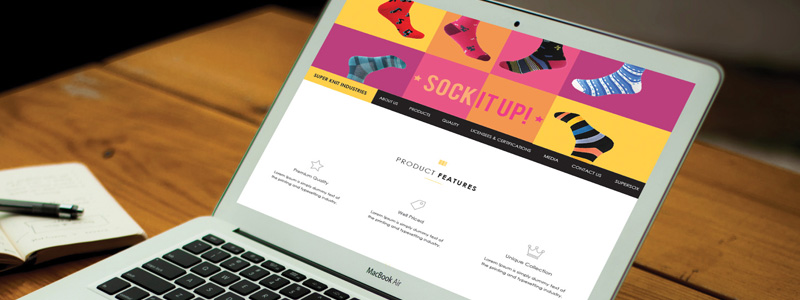 ★ SOCK IT UP! ★
SUPER KNIT INDUSTRIES
ABOUT US
PRODUCTS
QUALITY
LICENSEES & CERTIFICATIONS
MEDIA
CONTACT US
SUPERSOX
PRODUCT FEATURES
Premium Quality
Lorem Ipsum is simply dummy text of
the printing and typesetting industry.
Well Priced
Lorem Ipsum is simply dummy text of
the printing and typesetting industry.
Unique Collection
Lorem Ipsum is simply dummy text of
the printing and typesetting industry.
MacBook Air